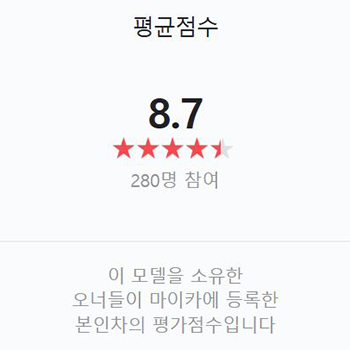 평균점수
8.7
280명 참여
이 모델을 소유한
오너들이 마이카에 등록한
본인차의 평가점수입니다